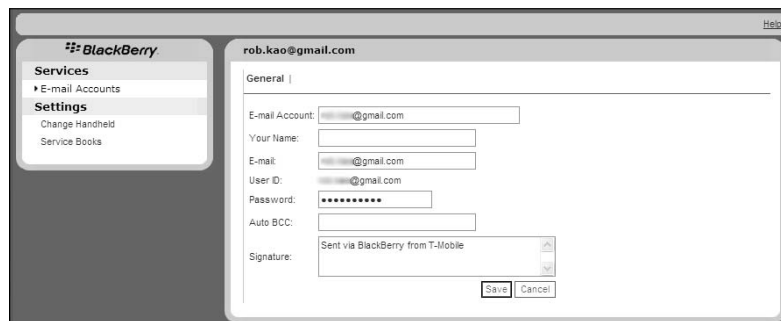 Help
BlackBerry
Services
E-mail Accounts
Settings
Change Handheld
Service Books
rob.kao@gmail.com
General |
E-mail Account: @gmail.com
Your Name:
E-mail: @gmail.com
User ID: @gmail.com
Password: ••••••••••
Auto BCC:
Signature: Sent via BlackBerry from T-Mobile
Save Cancel